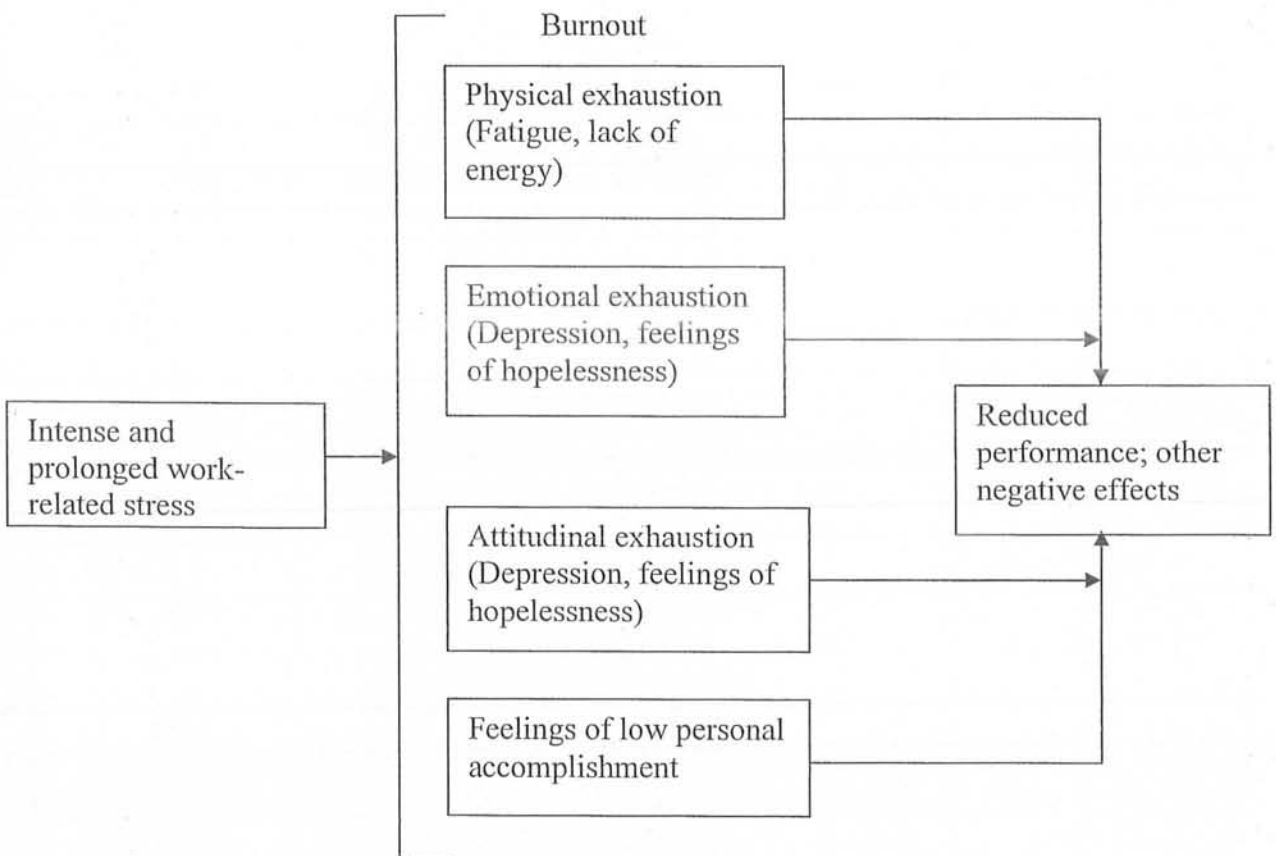 Burnout
Physical exhaustion
(Fatigue, lack of
energy)
Emotional exhaustion
(Depression, feelings
of hopelessness)
Intense and
prolonged work-
related stress
Reduced
performance; other
negative effects
Attitudinal exhaustion
(Depression, feelings of
hopelessness)
Feelings of low personal
accomplishment